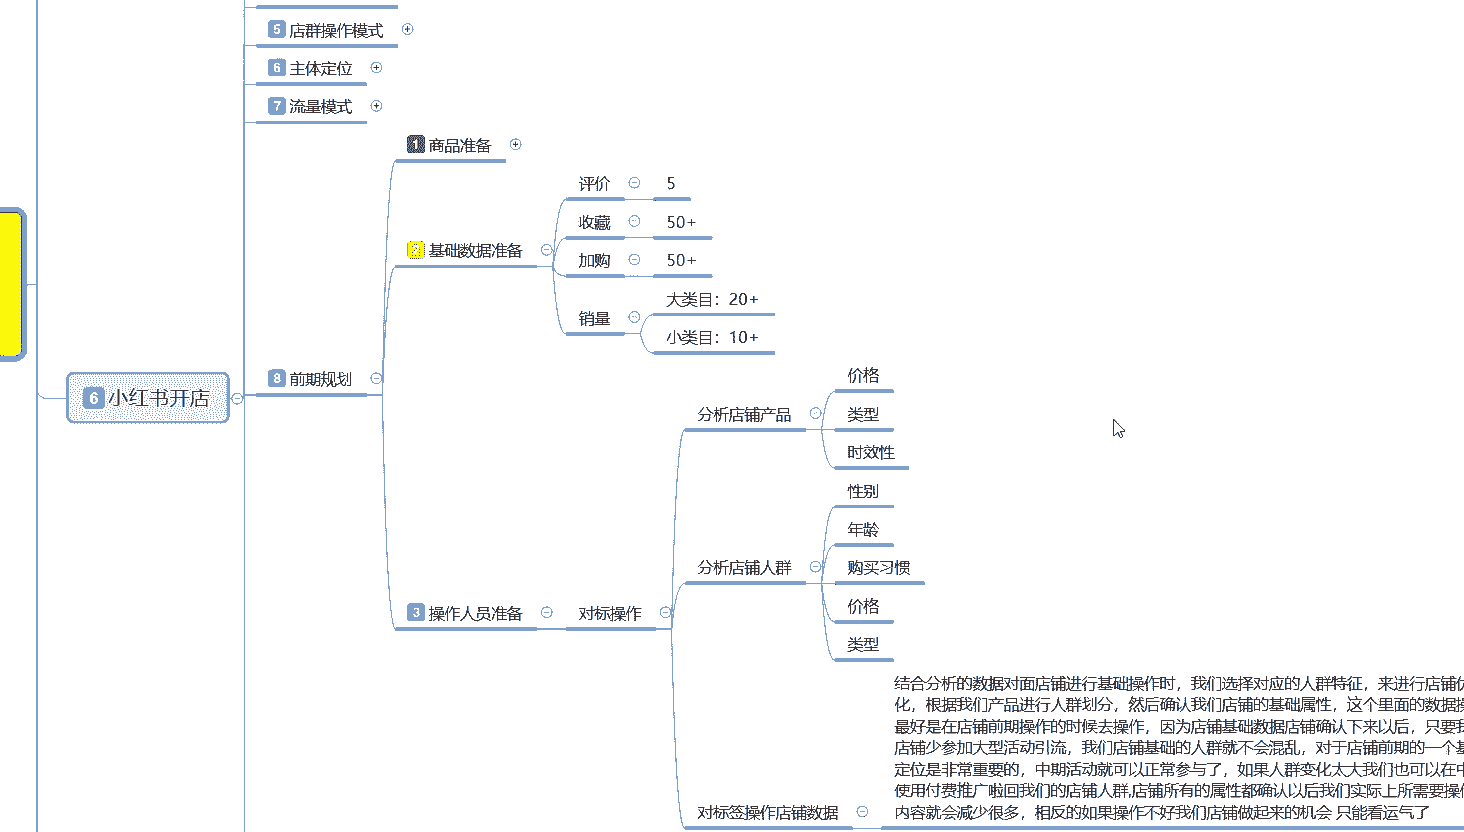 5 店群操作模式
6 主体定位
7 流量模式
1 商品准备
评价
5
收藏
50+
2 基础数据准备
加购
50+
销量
大类目：20+
小类目：10+
6 小红书开店
8 前期规划
价格
分析店铺产品
类型
时效性
性别
年龄
分析店铺人群
购买习惯
价格
类型
3 操作人员准备
对标操作
结合分析的数据对面店铺进行基础操作时，我们选择对应的人群特征，来进行店铺优
化，根据我们产品进行人群划分，然后确认我们店铺的基础属性，这个里面的数据操
最好是在店铺前期操作的时候去操作，因为店铺基础数据店铺确认下来以后，只要我
店铺少参加大型活动引流，我们店铺基础的人群就不会混乱，对于店铺前期的一个基
定位是非常重要的，中期活动就可以正常参与了，如果人群变化太大我们也可以在中
使用付费推广啦回我们的店铺人群,店铺所有的属性都确认以后我们实际上所需要操作
对标签操作店铺数据
内容就会减少很多，相反的如果操作不好我们店铺做起来的机会 只能看运气了